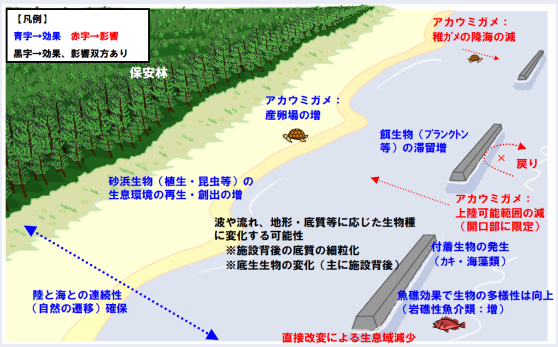 【凡例】
青字→効果　赤字→影響
黒字→効果、影響双方あり
保安林
アカウミガメ：
稚ガメの降海の減
アカウミガメ：
産卵場の増
餌生物（プランクトン
等）の滞留増
戻り
砂浜生物（植生・昆虫等）の
生息環境の再生・創出の増
アカウミガメ：
上陸可能範囲の減
（開口部に限定）
波や流れ、地形・底質等に応じた生物種
に変化する可能性
※施設背後の底質の細粒化
※底生生物の変化（主に施設背後）
付着生物の発生
（カキ・海藻類）
陸と海との連続性
（自然の遷移）確保
魚礁効果で生物の多様性は向上
（岩礁性魚介類：増）
直接改変による生息域減少